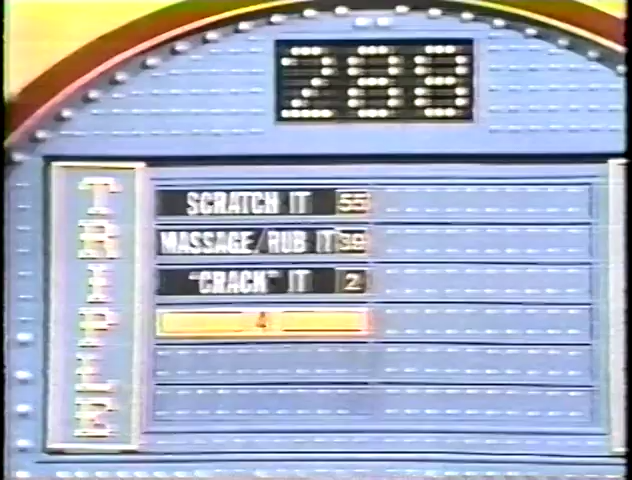 288
TRIPLE
SCRATCH IT 55
MASSAGE/RUB IT 39
"CRACK" IT 2
4